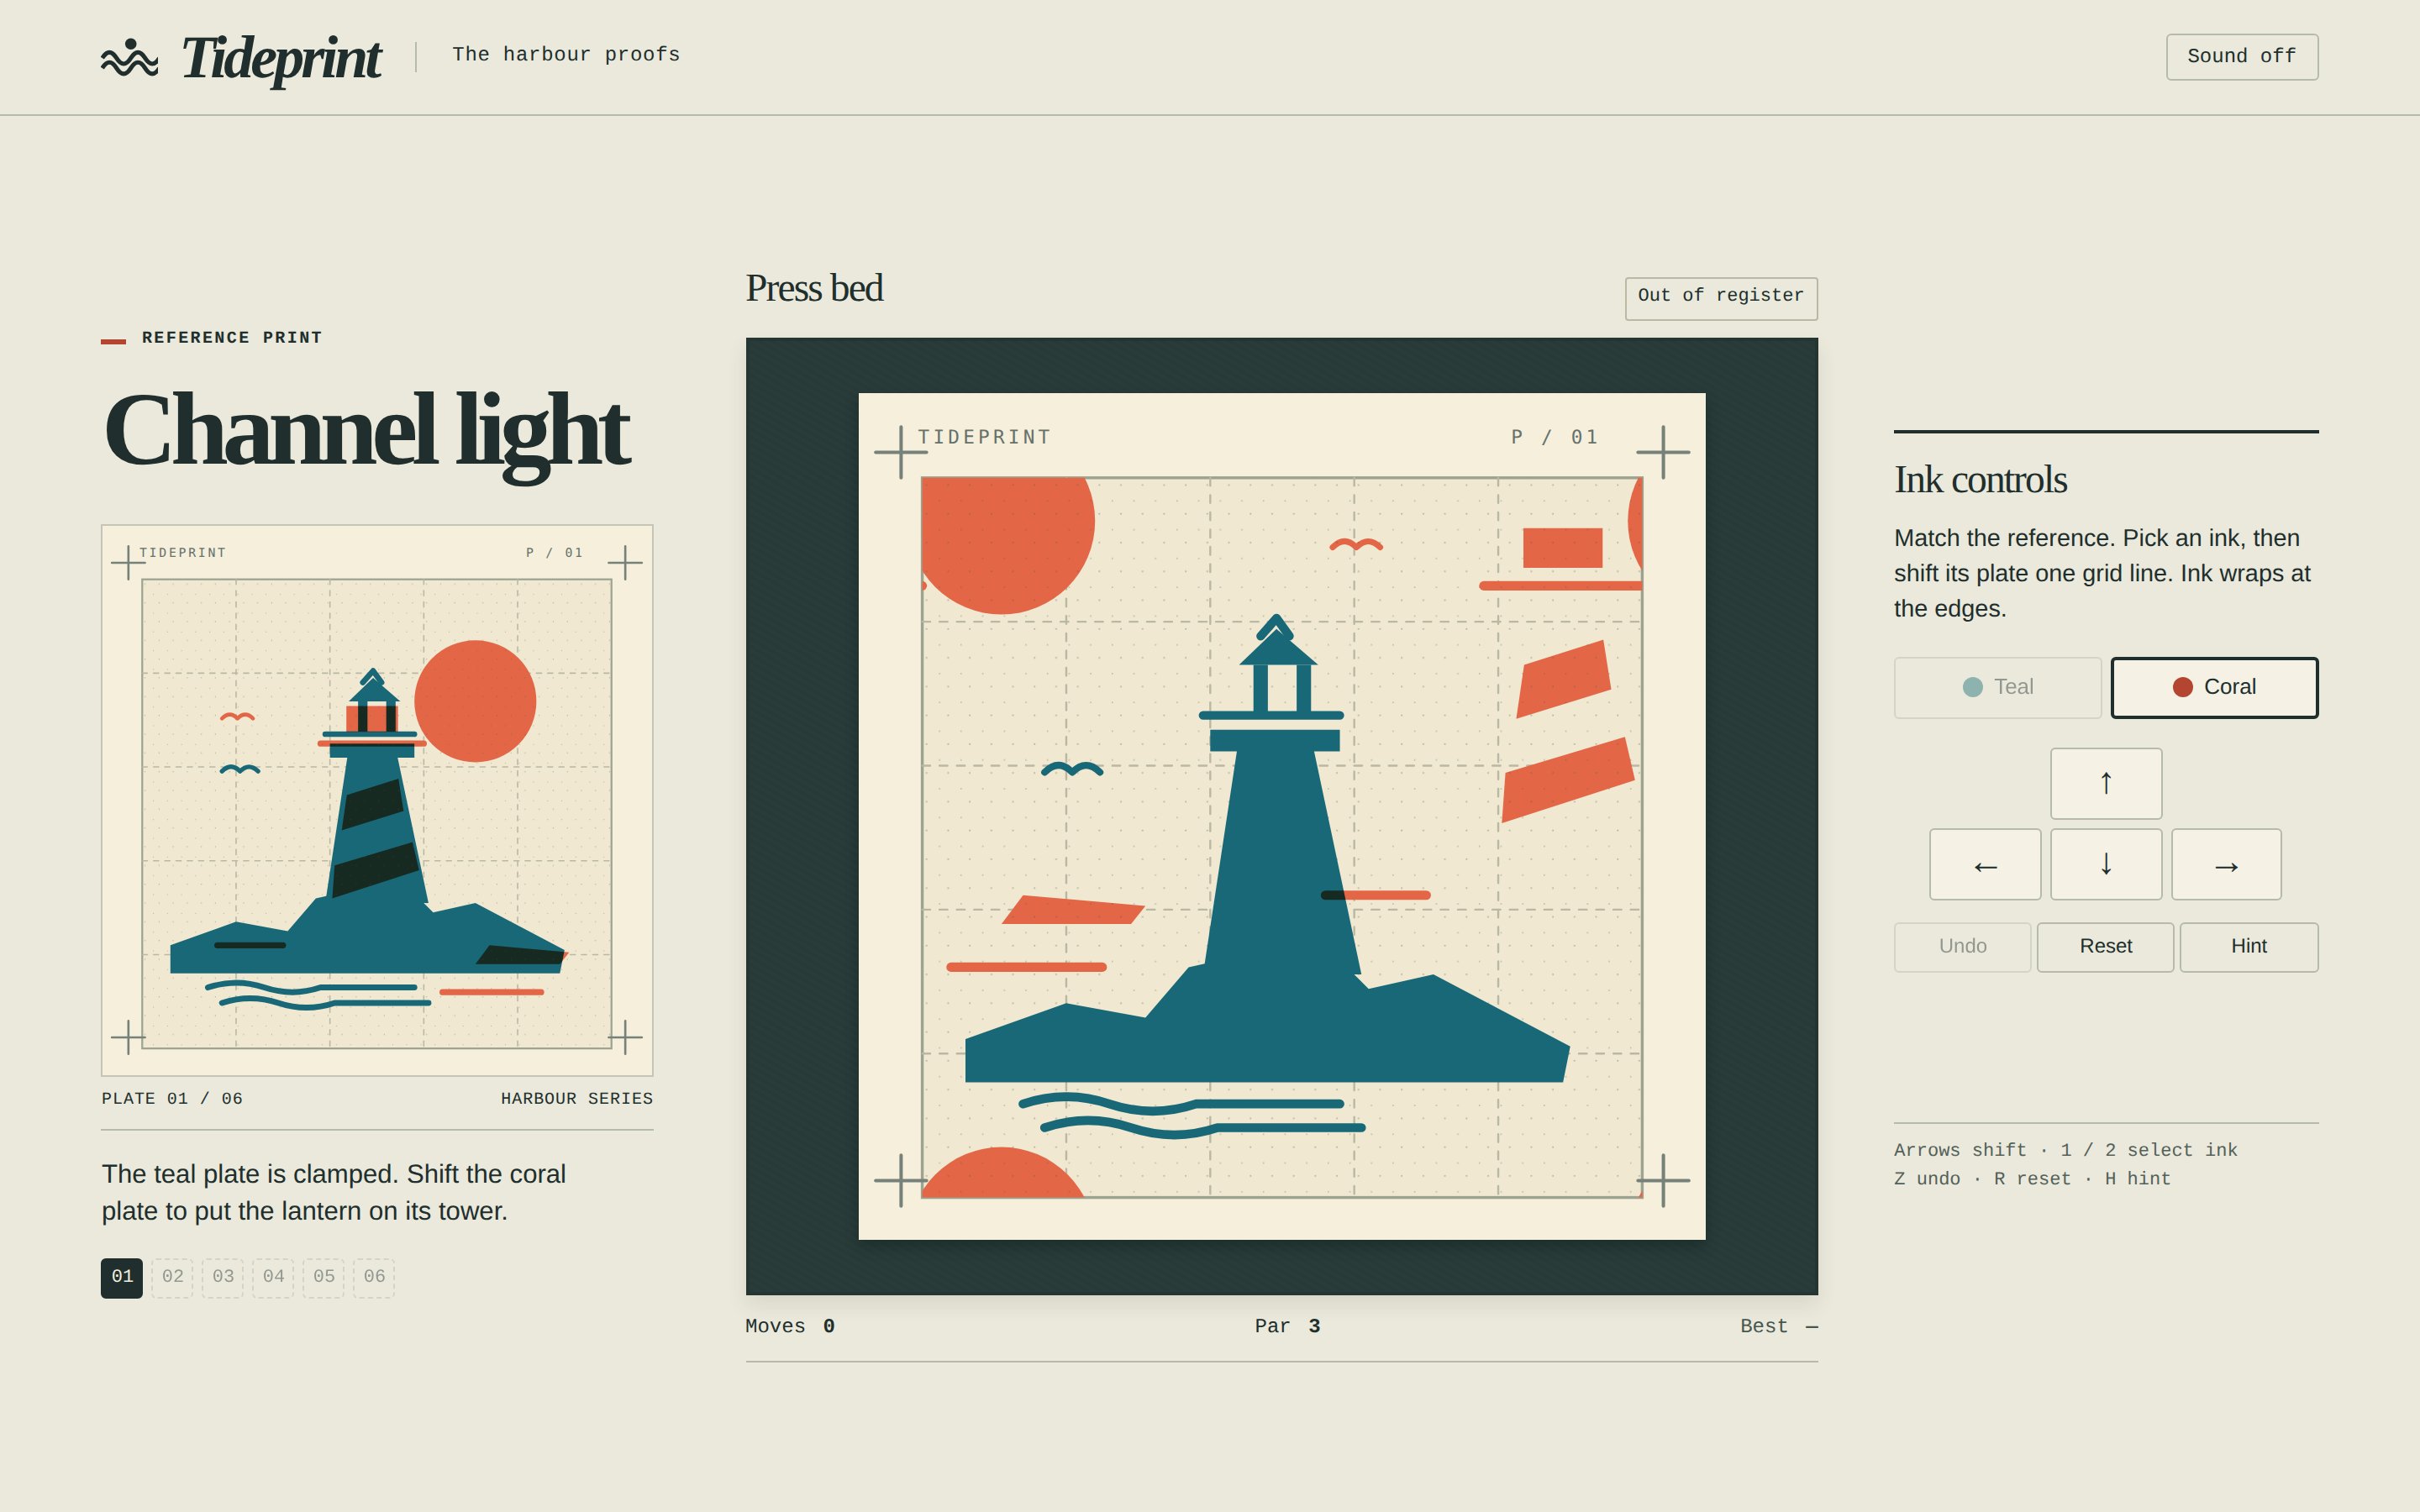 Tideprint
The harbour proofs
Sound off
REFERENCE PRINT
Channel light
TIDEPRINT
P / 01
PLATE 01 / 06
HARBOUR SERIES
The teal plate is clamped. Shift the coral
plate to put the lantern on its tower.
01 02 03 04 05 06
Press bed
Out of register
TIDEPRINT
P / 01
Moves 0
Par 3
Best —
Ink controls
Match the reference. Pick an ink, then
shift its plate one grid line. Ink wraps at
the edges.
Teal
Coral
↑
← ↓ →
Undo
Reset
Hint
Arrows shift · 1 / 2 select ink
Z undo · R reset · H hint